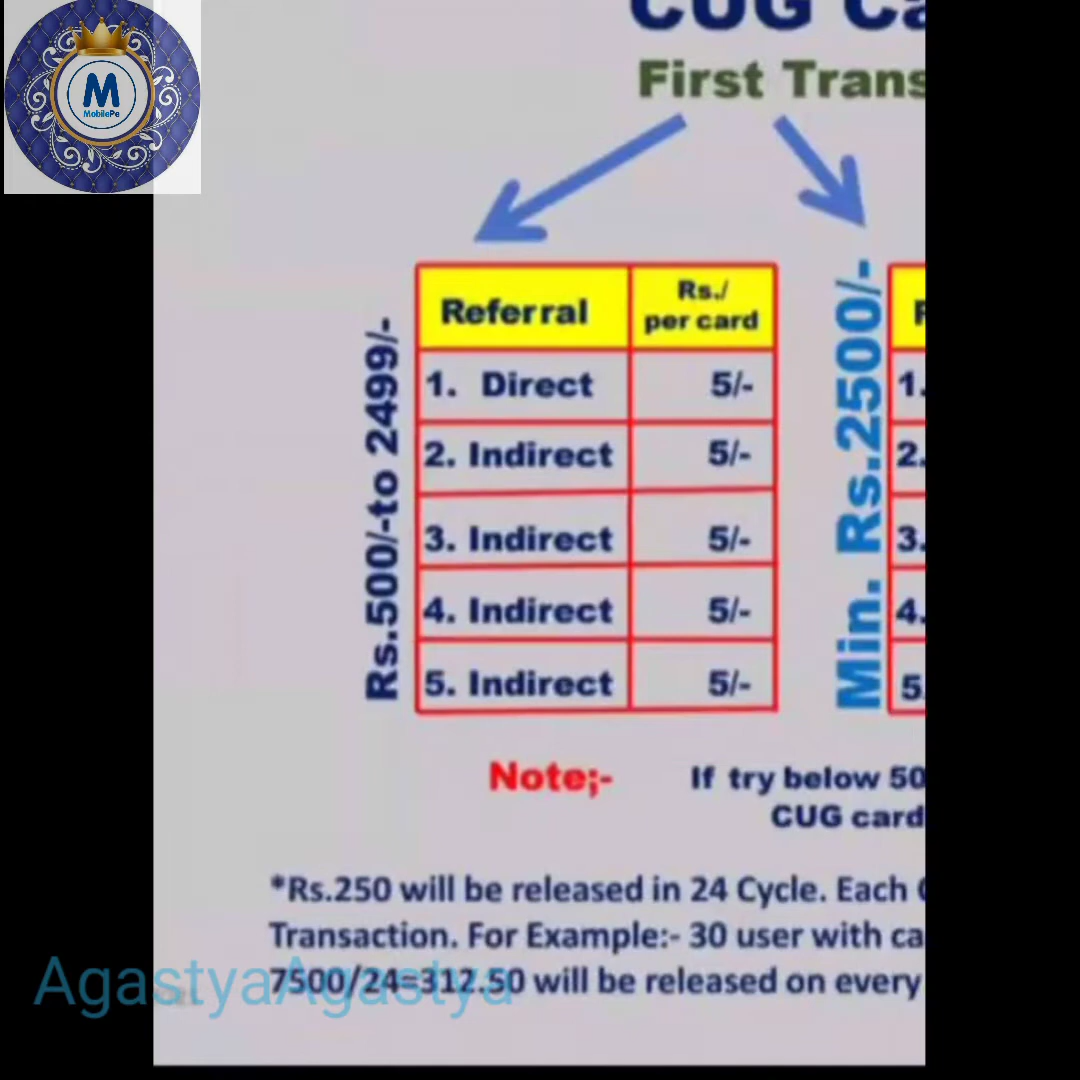 M
MobilePe
CUG
First
Referral
Rs./
per card
1. Direct 5/-
2. Indirect 5/-
3. Indirect 5/-
4. Indirect 5/-
5. Indirect 5/-
Rs.500/-to 2499/-
Min. Rs.2500/-
1.
2.
3.
4.
5
Note;- If try below
CUG card
*Rs.250 will be released in 24 Cycle. Each
Transaction. For Example:- 30 user with
7500/24=312.50 will be released on every
AgastyaAgastya